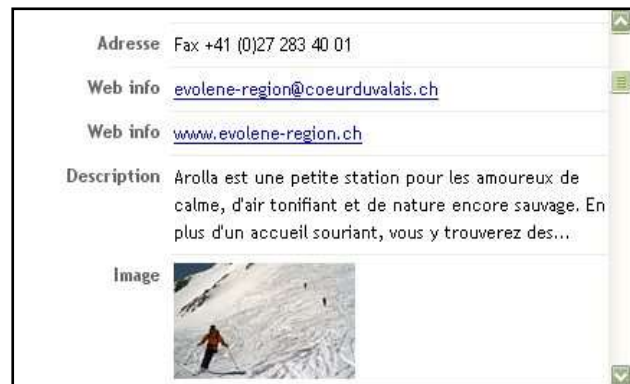 Adresse Fax +41 (0)27 283 40 01
Web info evolene-region@coeurduvalais.ch
Web info www.evolene-region.ch
Description Arolla est une petite station pour les amoureux de
calme, d'air tonifiant et de nature encore sauvage. En
plus d'un accueil souriant, vous y trouverez des...
Image